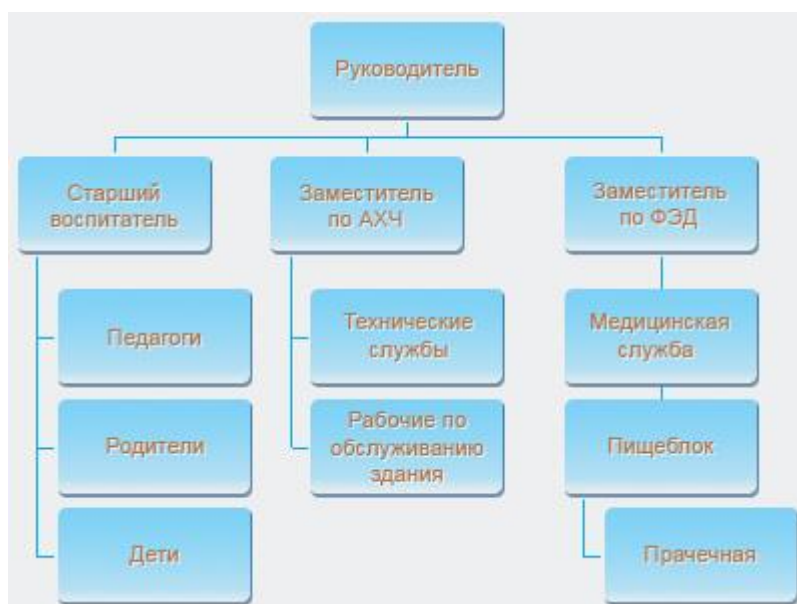 Руководитель
Старший
воспитатель
Заместитель
по АХЧ
Заместитель
по ФЭД
Педагоги
Технические
службы
Медицинская
служба
Родители
Рабочие по
обслуживанию
здания
Пищеблок
Дети
Прачечная